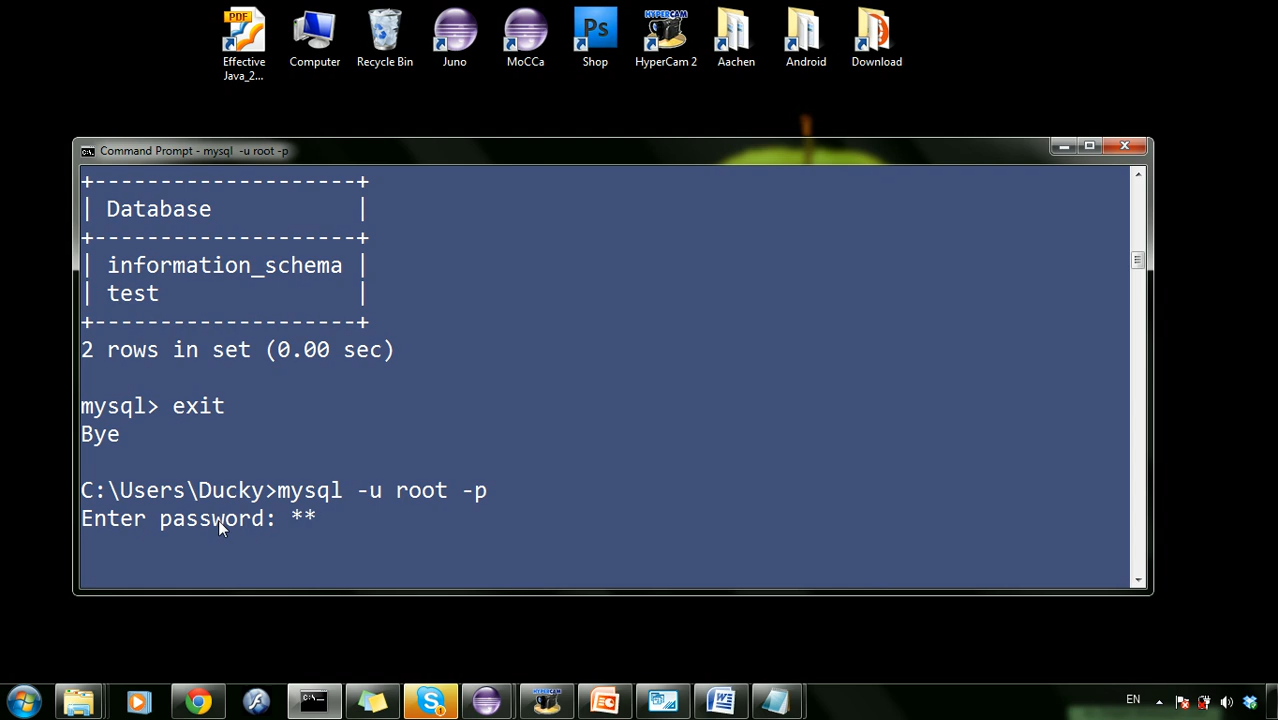 PDF
Effective
Java_2...
Computer
Recycle Bin
Juno
MoCCa
Ps
Shop
HYPERCAM
HyperCam 2
Aachen
Android
Download
Command Prompt - mysql  -u root -p
+--------------------+
| Database           |
+--------------------+
| information_schema |
| test               |
+--------------------+
2 rows in set (0.00 sec)
mysql> exit
Bye
C:\Users\Ducky>mysql -u root -p
Enter password: **
EN